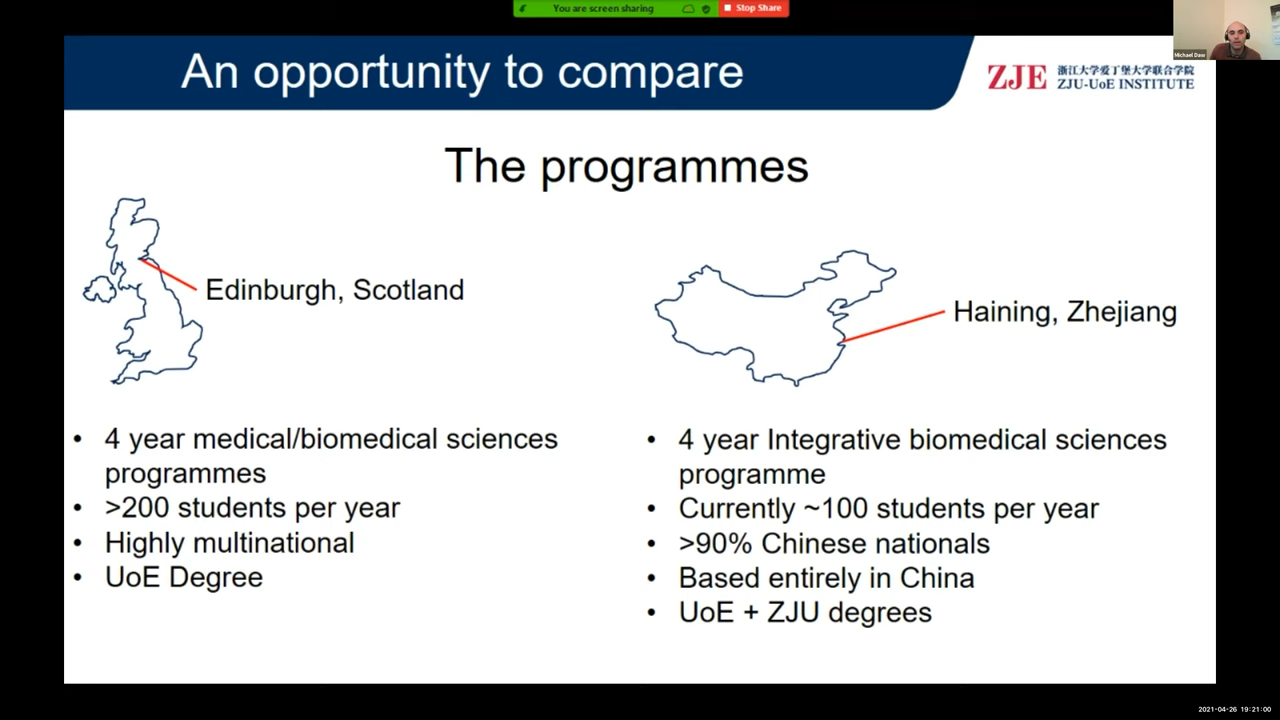 You are screen sharing
Stop Share
Michael Daw
An opportunity to compare
ZJE
浙江大学爱丁堡大学联合学院
ZJU-UoE INSTITUTE
The programmes
Edinburgh, Scotland
Haining, Zhejiang
• 4 year medical/biomedical sciences
programmes
• >200 students per year
• Highly multinational
• UoE Degree
• 4 year Integrative biomedical sciences
programme
• Currently ~100 students per year
• >90% Chinese nationals
• Based entirely in China
• UoE + ZJU degrees
2021-04-26 19:21:00